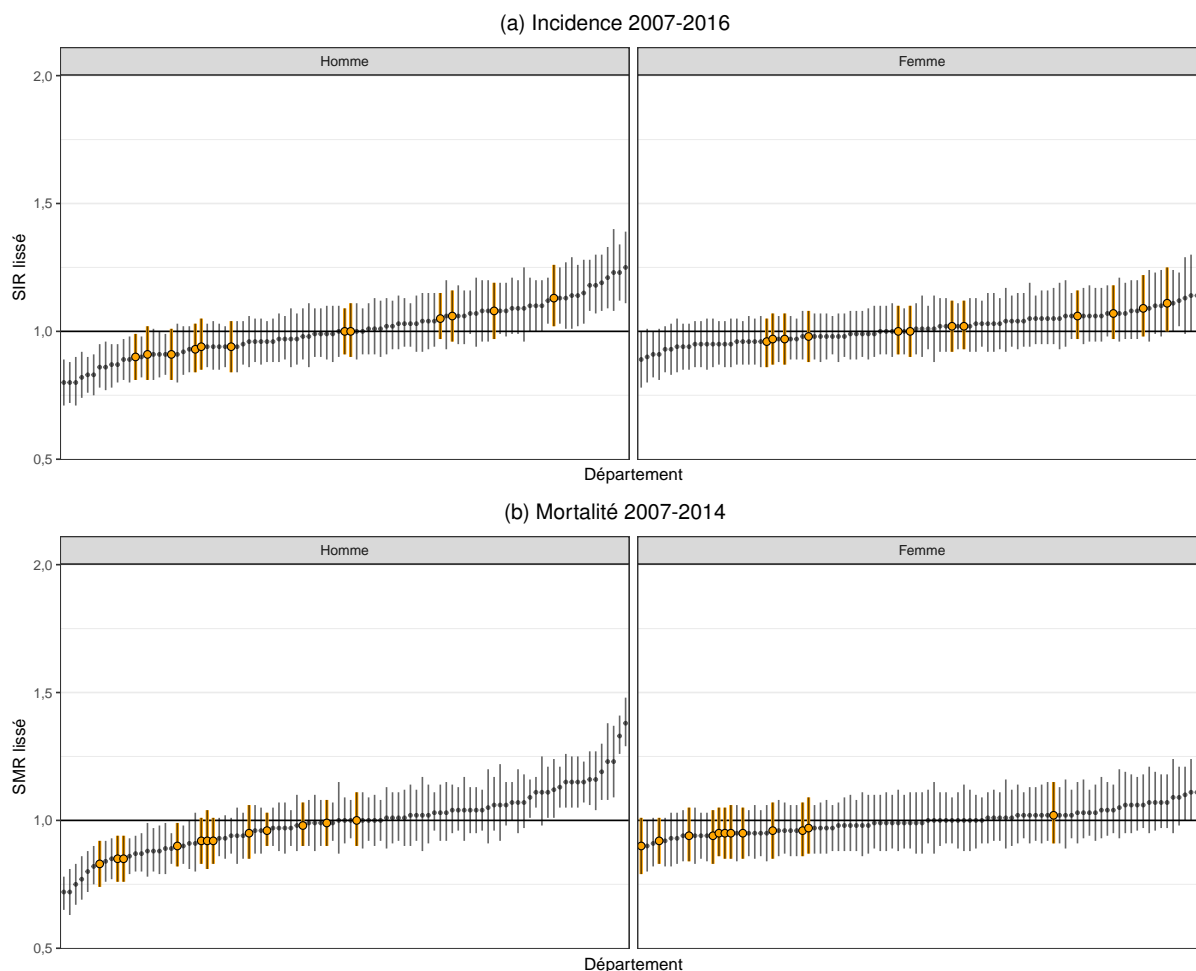 (a) Incidence 2007-2016
Homme
Femme
2,0
1,5
1,0
0,5
SIR lissé
Département
(b) Mortalité 2007-2014
Homme
Femme
2,0
1,5
1,0
0,5
SMR lissé
Département